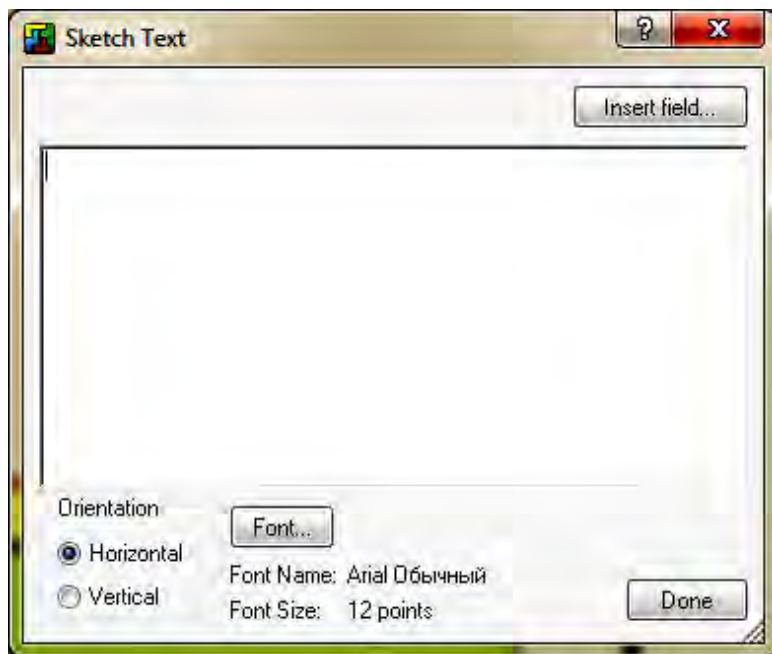 Sketch Text
?
X
Insert field...
Orientation
Horizontal
Vertical
Font...
Font Name: Arial Обычный
Font Size: 12 points
Done